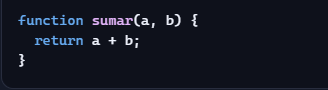 function sumar(a, b) {
  return a + b;
}